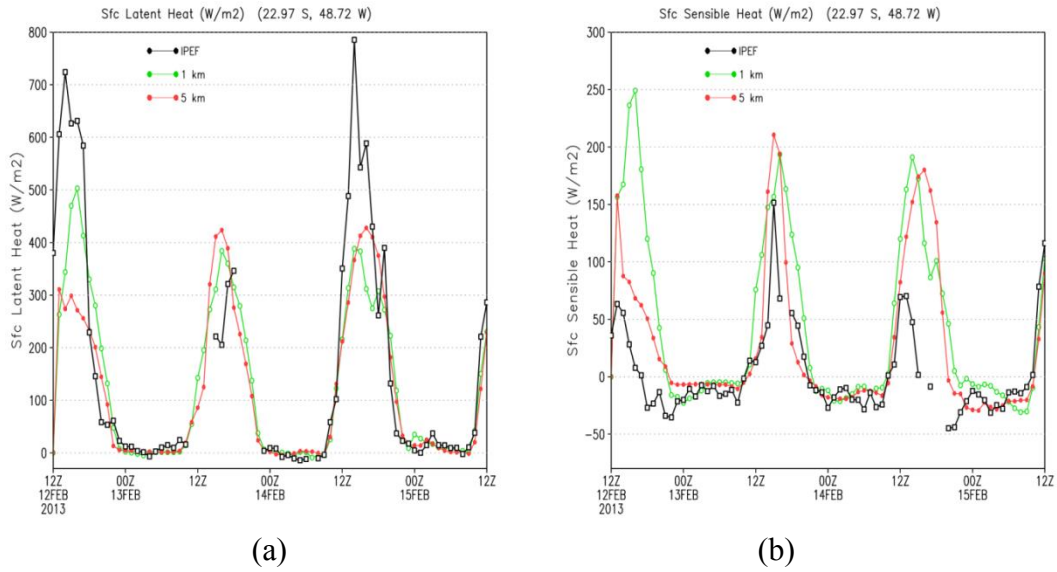 Sfc Latent Heat (W/m2) (22.97 S, 48.72 W)
800
700
600
500
400
300
200
100
0
Sfc Latent Heat (W/m2)
IPEF
1 km
5 km
12Z
12FEB
2013
00Z
13FEB
12Z
00Z
14FEB
12Z
00Z
15FEB
12Z
(a)
Sfc Sensible Heat (W/m2) (22.97 S, 48.72 W)
300
250
200
150
100
50
0
−50
Sfc Sensible Heat (W/m2)
IPEF
1 km
5 km
12Z
12FEB
2013
00Z
13FEB
12Z
00Z
14FEB
12Z
00Z
15FEB
12Z
(b)